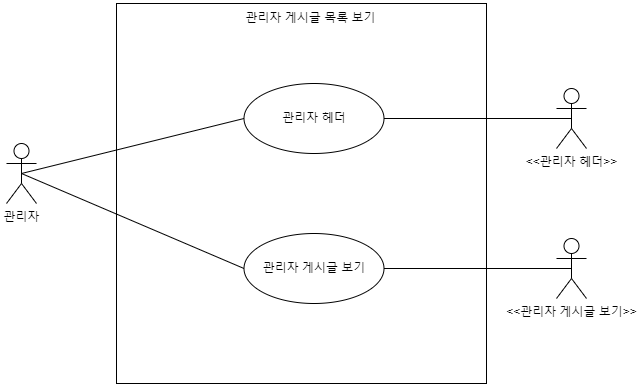 관리자 게시글 목록 보기
관리자 헤더
<<관리자 헤더>>
관리자
관리자 게시글 보기
<<관리자 게시글 보기>>